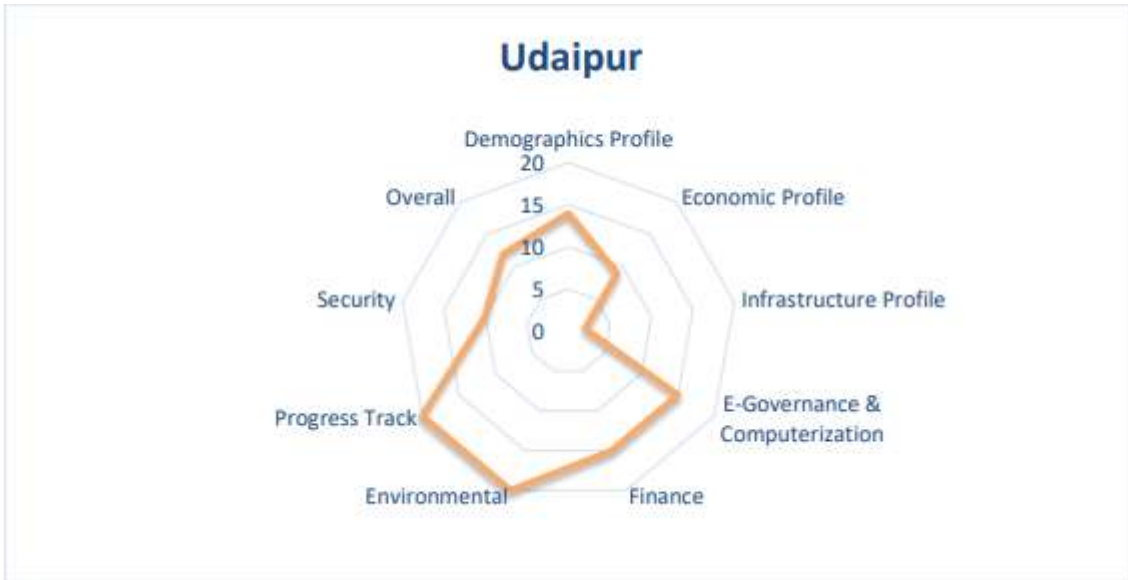 Udaipur
Demographics Profile
20
Overall
Economic Profile
15
10
5
Security
Infrastructure Profile
0
Progress Track
E-Governance &
Computerization
Environmental
Finance